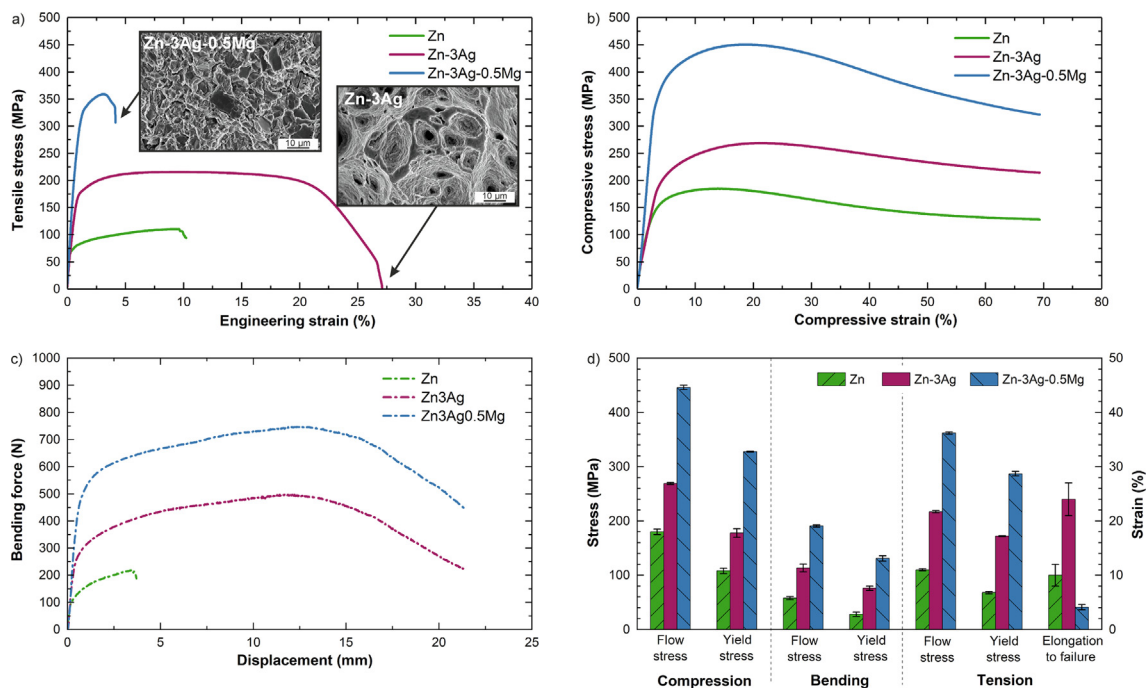 a)
Tensile stress (MPa)
500
450
400
350
300
250
200
150
100
50
0
0 5 10 15 20 25 30 35 40
Engineering strain (%)
Zn
Zn-3Ag
Zn-3Ag-0.5Mg
Zn-3Ag-0.5Mg
10 µm
Zn-3Ag
10 µm
b)
Compressive stress (MPa)
500
450
400
350
300
250
200
150
100
50
0
0 10 20 30 40 50 60 70 80
Compressive strain (%)
Zn
Zn-3Ag
Zn-3Ag-0.5Mg
c)
Bending force (N)
1000
900
800
700
600
500
400
300
200
100
0
0 5 10 15 20 25
Displacement (mm)
Zn
Zn3Ag
Zn3Ag0.5Mg
d)
Stress (MPa)
500
400
300
200
100
0
Zn Zn-3Ag Zn-3Ag-0.5Mg
50
40
30
20
10
0
Strain (%)
Flow Yield Flow Yield Flow Yield Elongation
stress stress stress stress stress stress to failure
Compression Bending Tension